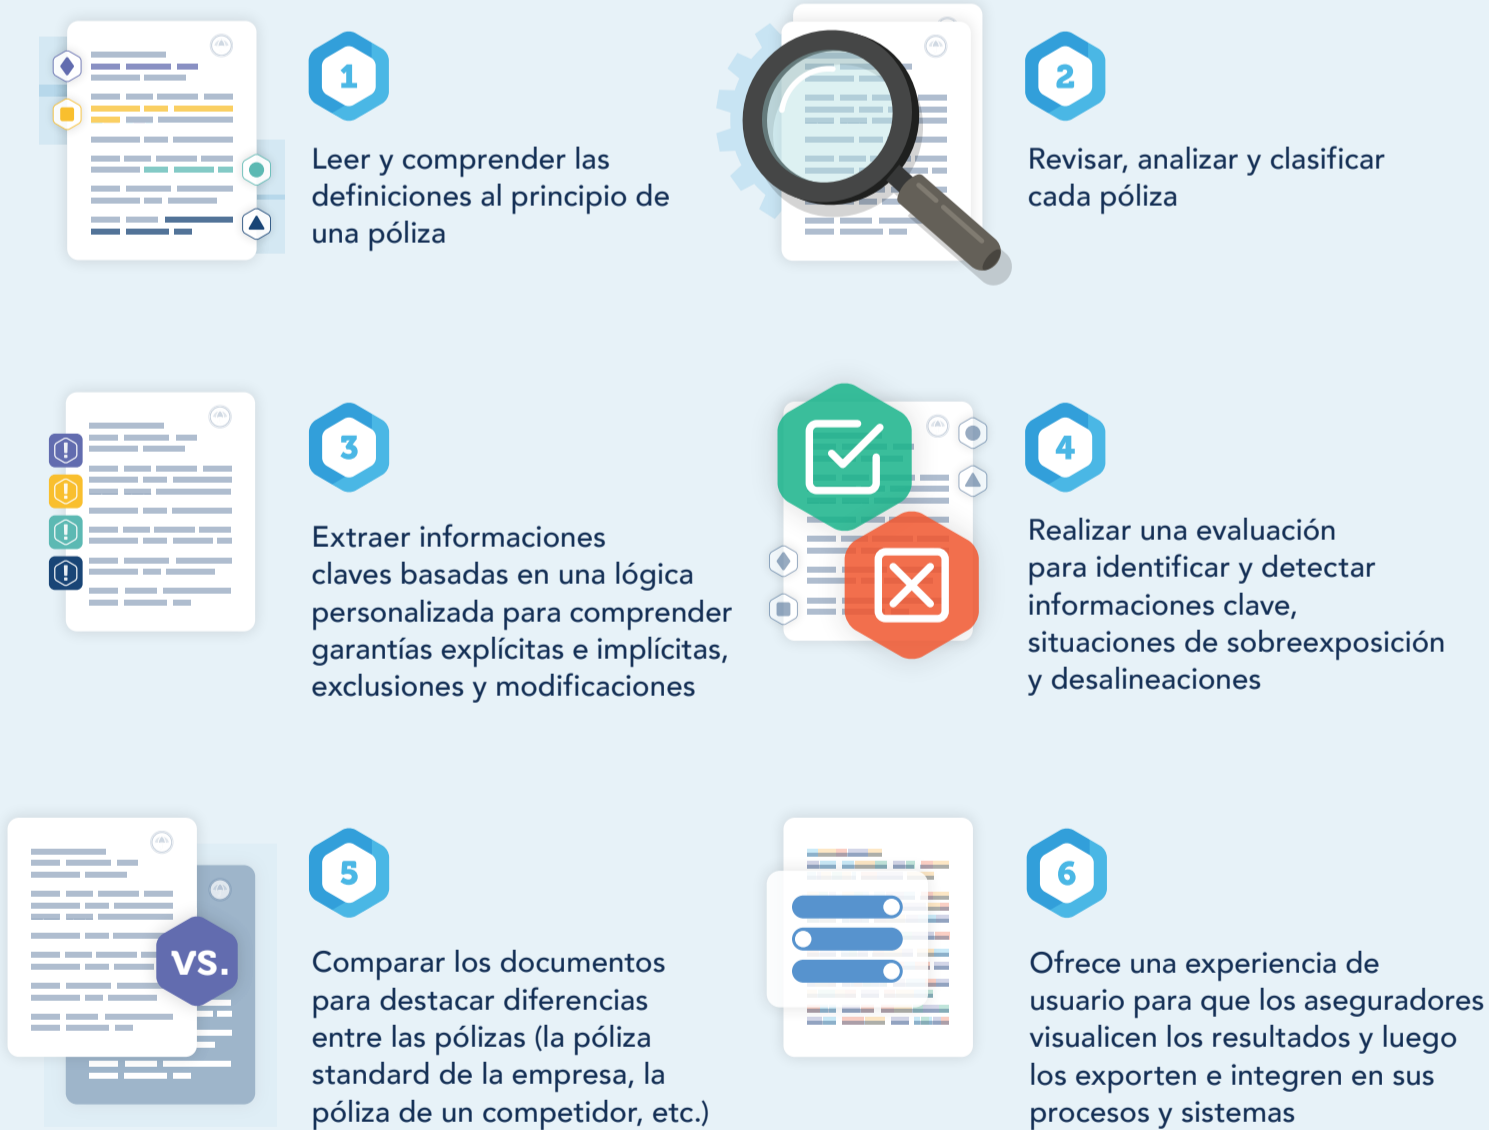 1
Leer y comprender las
definiciones al principio de
una póliza
2
Revisar, analizar y clasificar
cada póliza
3
Extraer informaciones
claves basadas en una lógica
personalizada para comprender
garantías explícitas e implícitas,
exclusiones y modificaciones
4
Realizar una evaluación
para identificar y detectar
informaciones clave,
situaciones de sobreexposición
y desalineaciones
VS.
5
Comparar los documentos
para destacar diferencias
entre las pólizas (la póliza
standard de la empresa, la
póliza de un competidor, etc.)
6
Ofrece una experiencia de
usuario para que los aseguradores
visualicen los resultados y luego
los exporten e integren en sus
procesos y sistemas